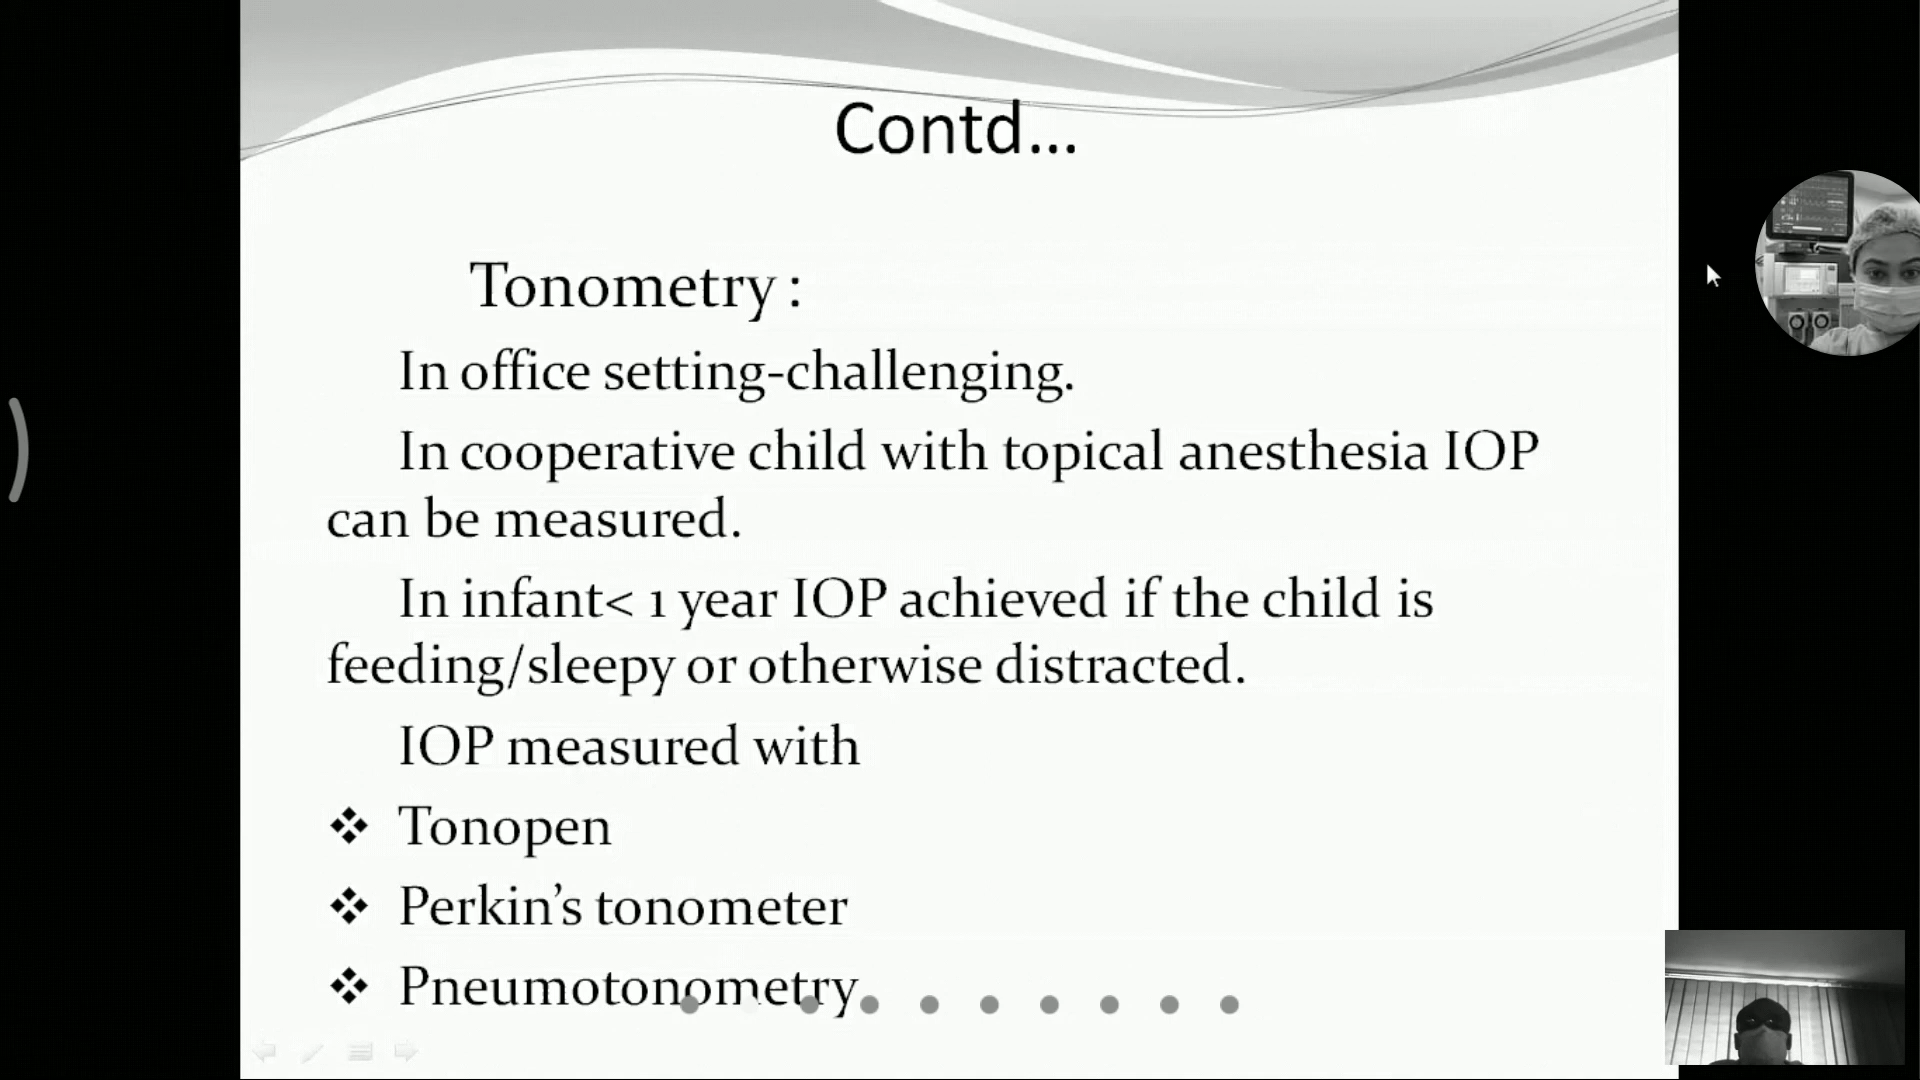 Contd...
Tonometry :
In office setting-challenging.
In cooperative child with topical anesthesia IOP
can be measured.
In infant< 1 year IOP achieved if the child is
feeding/sleepy or otherwise distracted.
IOP measured with
❖ Tonopen
❖ Perkin’s tonometer
❖ Pneumotonometry